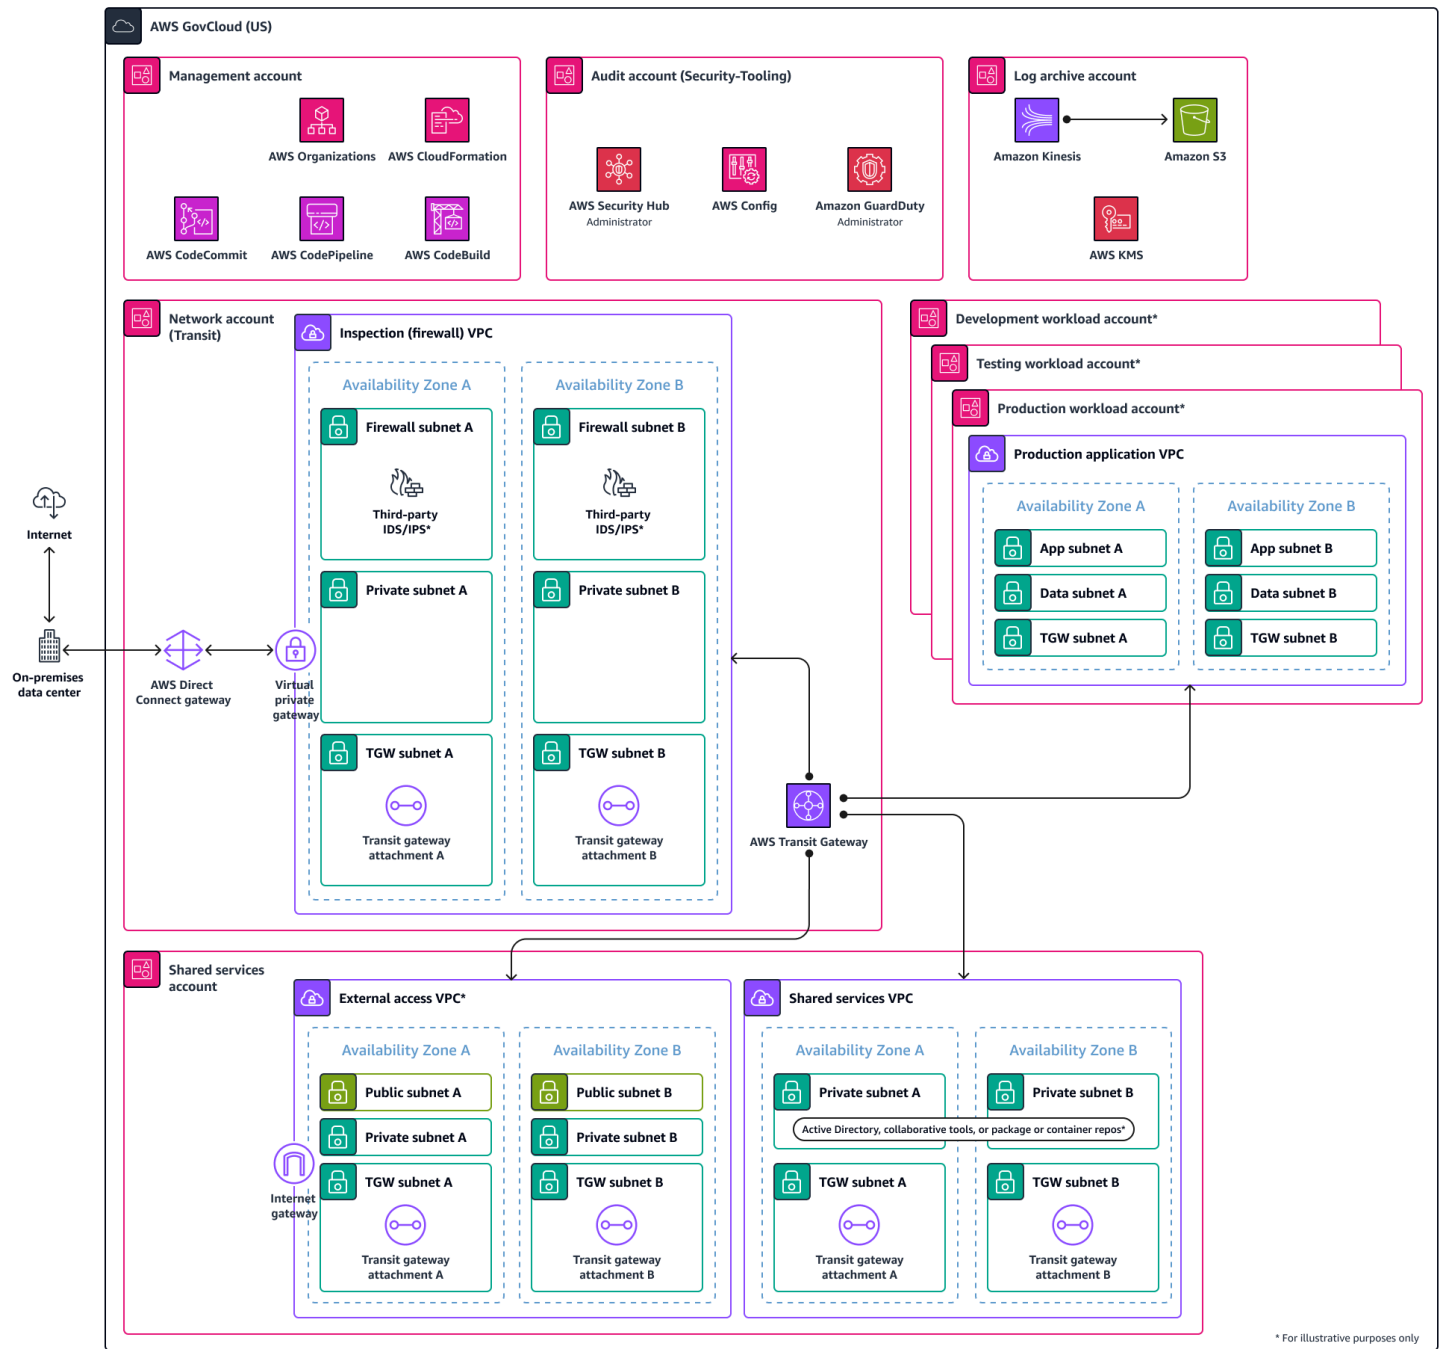 AWS GovCloud (US)
Management account
AWS Organizations
AWS CloudFormation
AWS CodeCommit
AWS CodePipeline
AWS CodeBuild
Audit account (Security-Tooling)
AWS Security Hub
Administrator
AWS Config
Amazon GuardDuty
Administrator
Log archive account
Amazon Kinesis
Amazon S3
AWS KMS
Network account
(Transit)
Inspection (firewall) VPC
Availability Zone A
Firewall subnet A
Third-party
IDS/IPS*
Private subnet A
TGW subnet A
Transit gateway
attachment A
Availability Zone B
Firewall subnet B
Third-party
IDS/IPS*
Private subnet B
TGW subnet B
Transit gateway
attachment B
Internet
On-premises
data center
AWS Direct
Connect gateway
Virtual
private
gateway
AWS Transit Gateway
Development workload account*
Testing workload account*
Production workload account*
Production application VPC
Availability Zone A
App subnet A
Data subnet A
TGW subnet A
Availability Zone B
App subnet B
Data subnet B
TGW subnet B
Shared services
account
External access VPC*
Availability Zone A
Public subnet A
Private subnet A
TGW subnet A
Transit gateway
attachment A
Availability Zone B
Public subnet B
Private subnet B
TGW subnet B
Transit gateway
attachment B
Internet
gateway
Shared services VPC
Availability Zone A
Private subnet A
Availability Zone B
Private subnet B
Active Directory, collaborative tools, or package or container repos*
TGW subnet A
Transit gateway
attachment A
TGW subnet B
Transit gateway
attachment B
* For illustrative purposes only